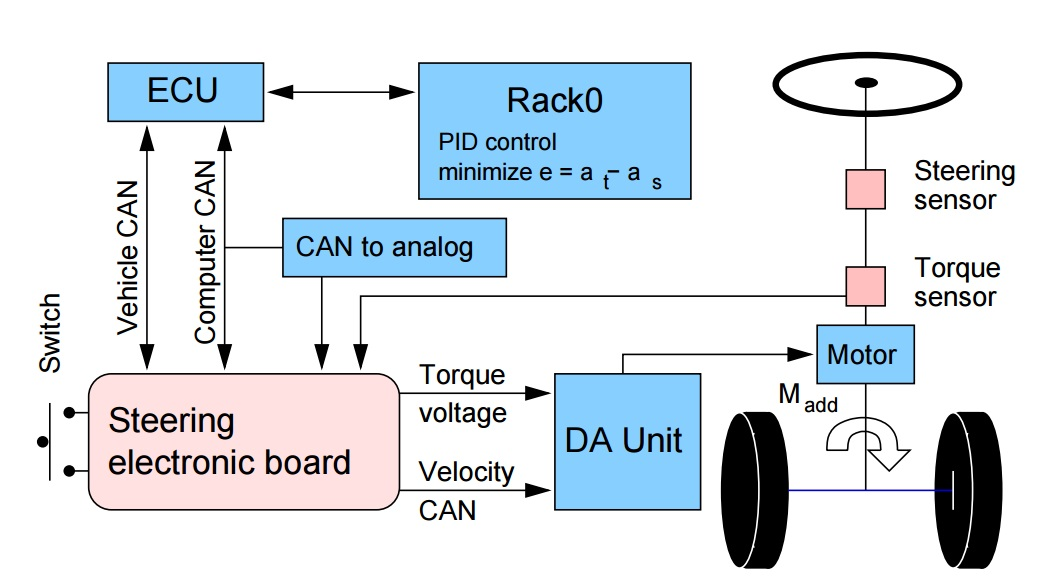 ECU
Rack0
PID control
minimize e = a t – a s
Steering
sensor
Vehicle CAN
Computer CAN
CAN to analog
Torque
sensor
Switch
Motor
Torque
voltage
M add
Steering
electronic board
DA Unit
Velocity
CAN